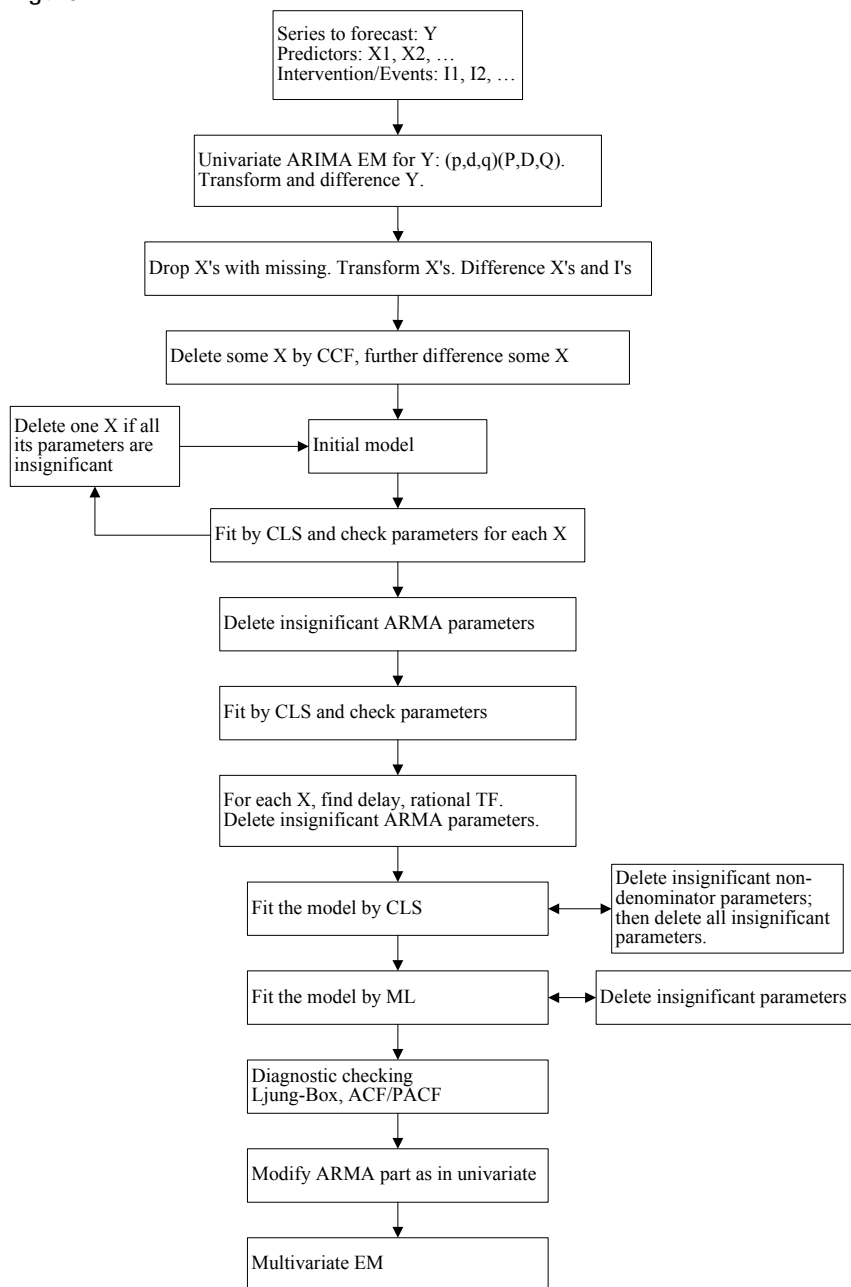 Series to forecast: Y
Predictors: X1, X2, …
Intervention/Events: I1, I2, …
Univariate ARIMA EM for Y: (p,d,q)(P,D,Q).
Transform and difference Y.
Drop X's with missing. Transform X's. Difference X's and I's
Delete some X by CCF, further difference some X
Delete one X if all
its parameters are
insignificant
Initial model
Fit by CLS and check parameters for each X
Delete insignificant ARMA parameters
Fit by CLS and check parameters
For each X, find delay, rational TF.
Delete insignificant ARMA parameters.
Fit the model by CLS
Delete insignificant non-
denominator parameters;
then delete all insignificant
parameters.
Fit the model by ML
Delete insignificant parameters
Diagnostic checking
Ljung-Box, ACF/PACF
Modify ARMA part as in univariate
Multivariate EM